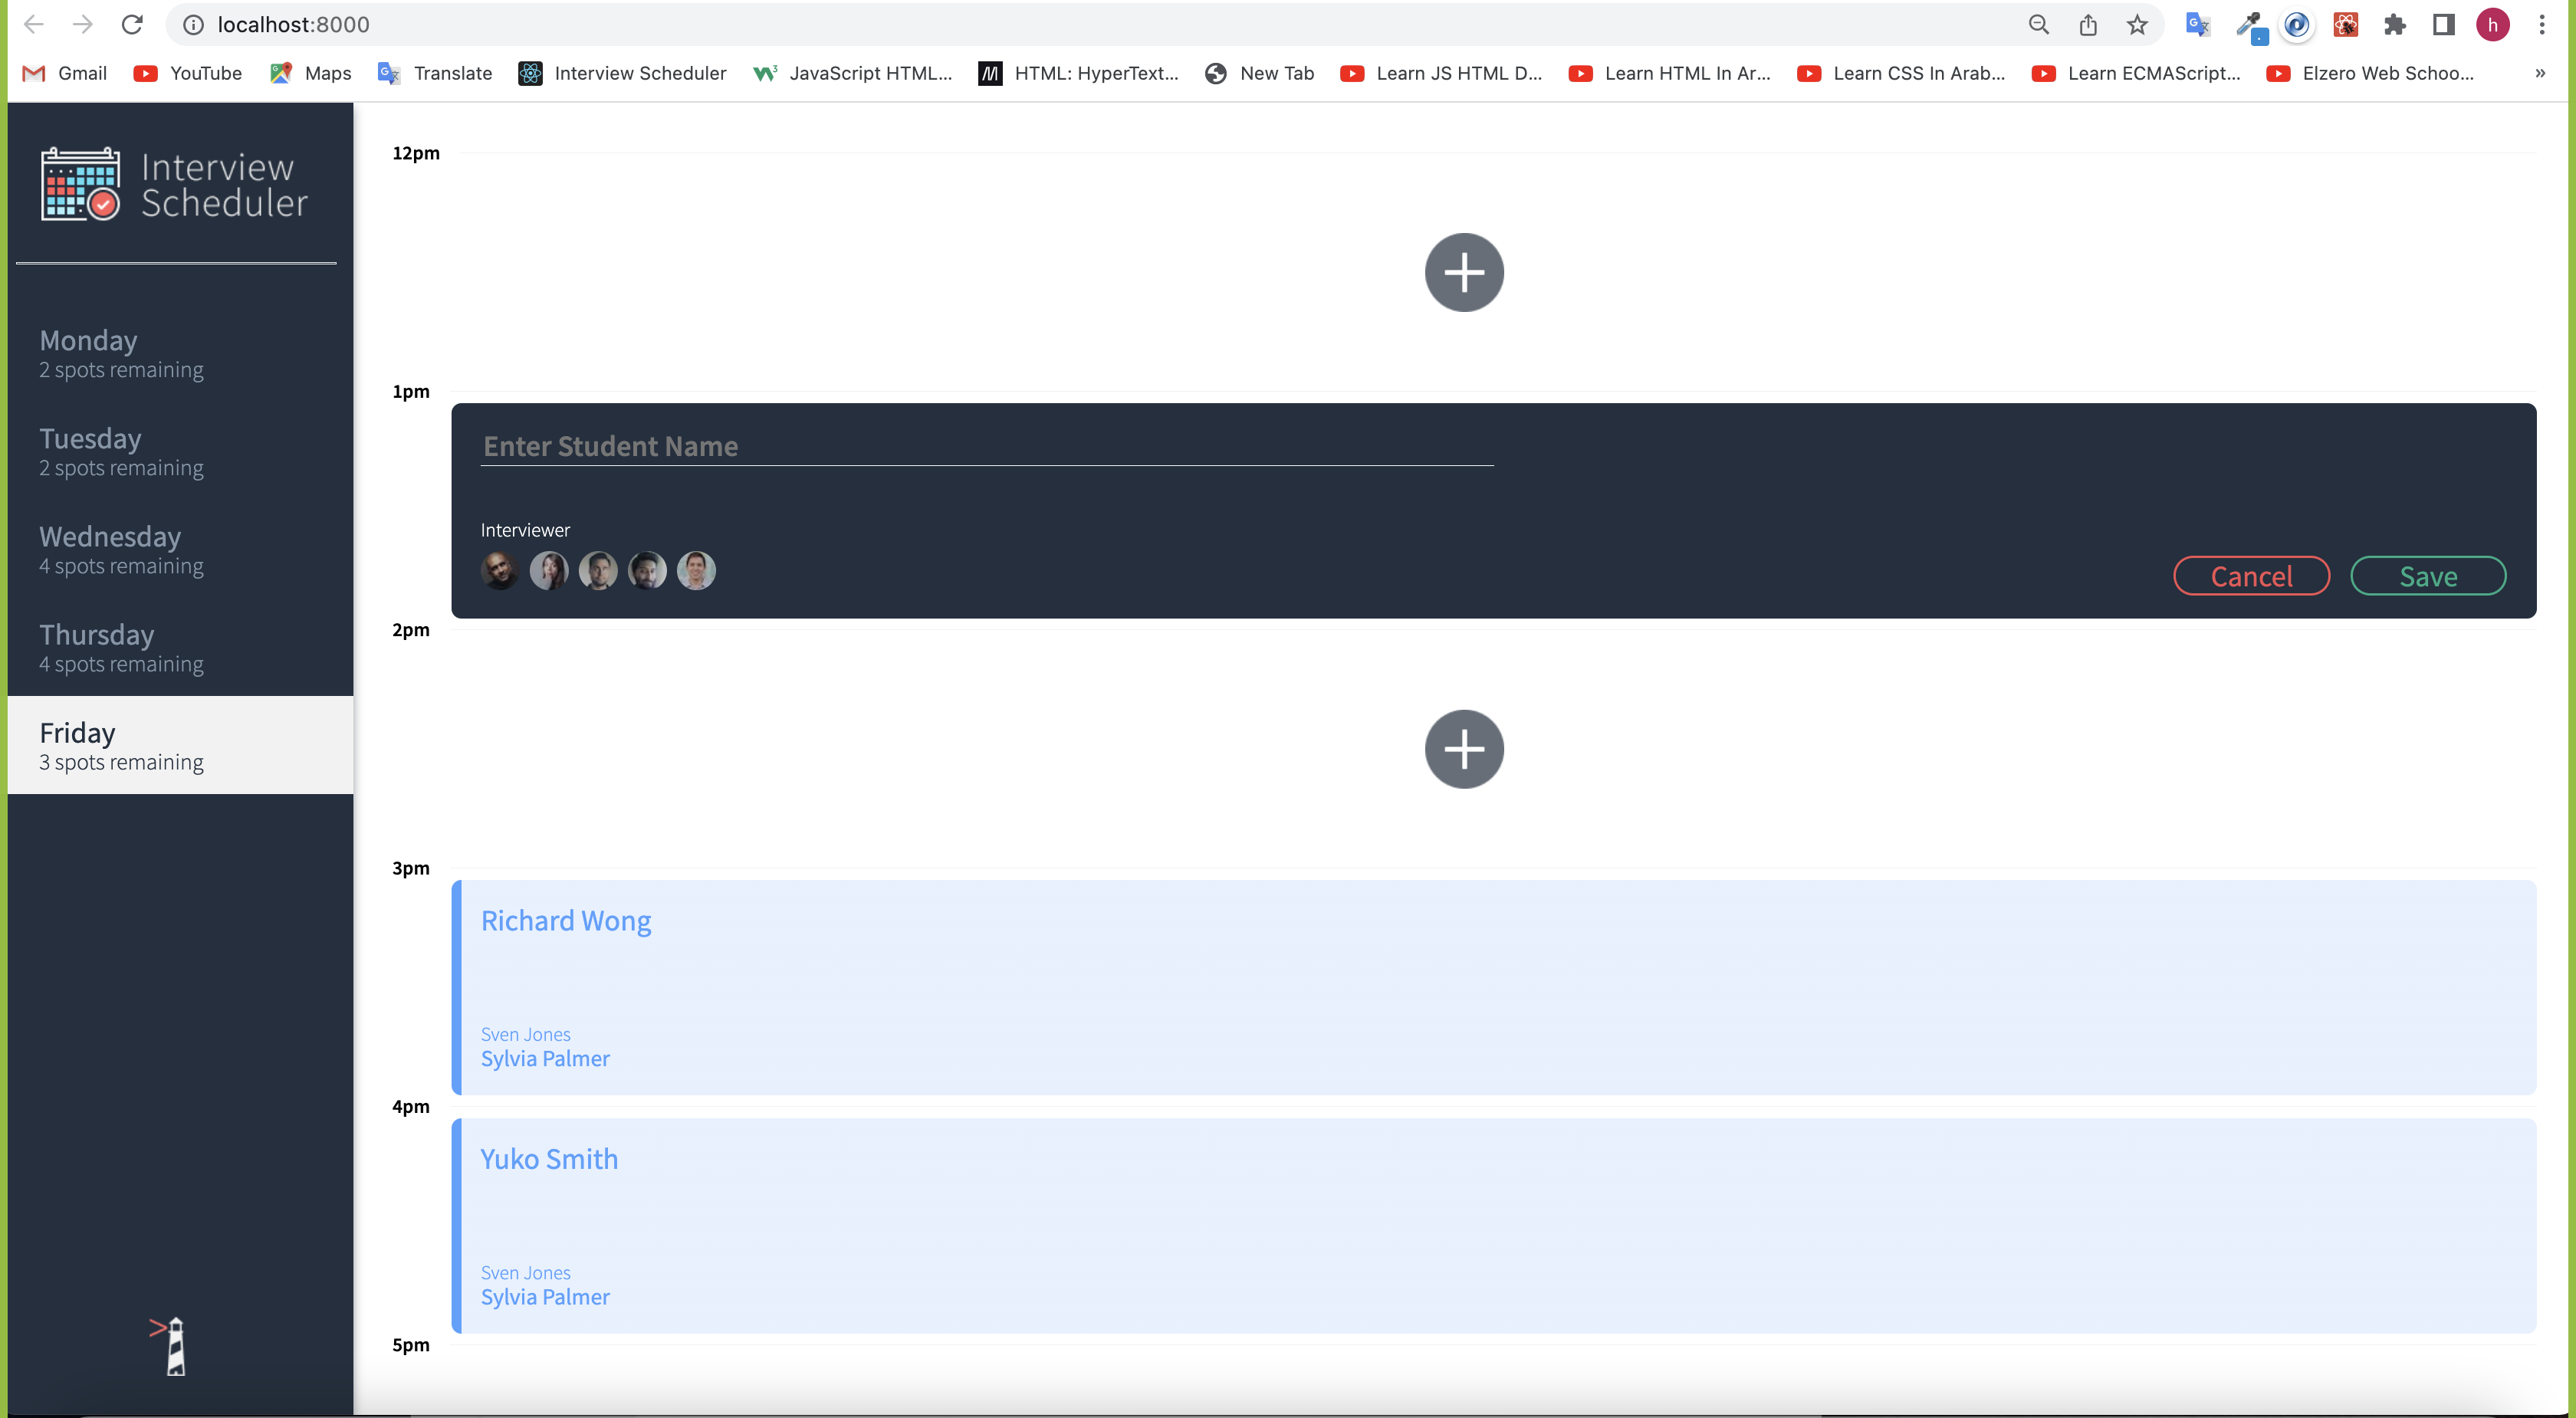 localhost:8000
Gmail YouTube Maps Translate Interview Scheduler JavaScript HTML... HTML: HyperText... New Tab Learn JS HTML D... Learn HTML In Ar... Learn CSS In Arab... Learn ECMAScript... Elzero Web Schoo... »
h
Interview
Scheduler
Monday
2 spots remaining
Tuesday
2 spots remaining
Wednesday
4 spots remaining
Thursday
4 spots remaining
Friday
3 spots remaining
12pm
1pm
Enter Student Name
Interviewer
Cancel Save
2pm
3pm
Richard Wong
Sven Jones
Sylvia Palmer
4pm
Yuko Smith
Sven Jones
Sylvia Palmer
5pm